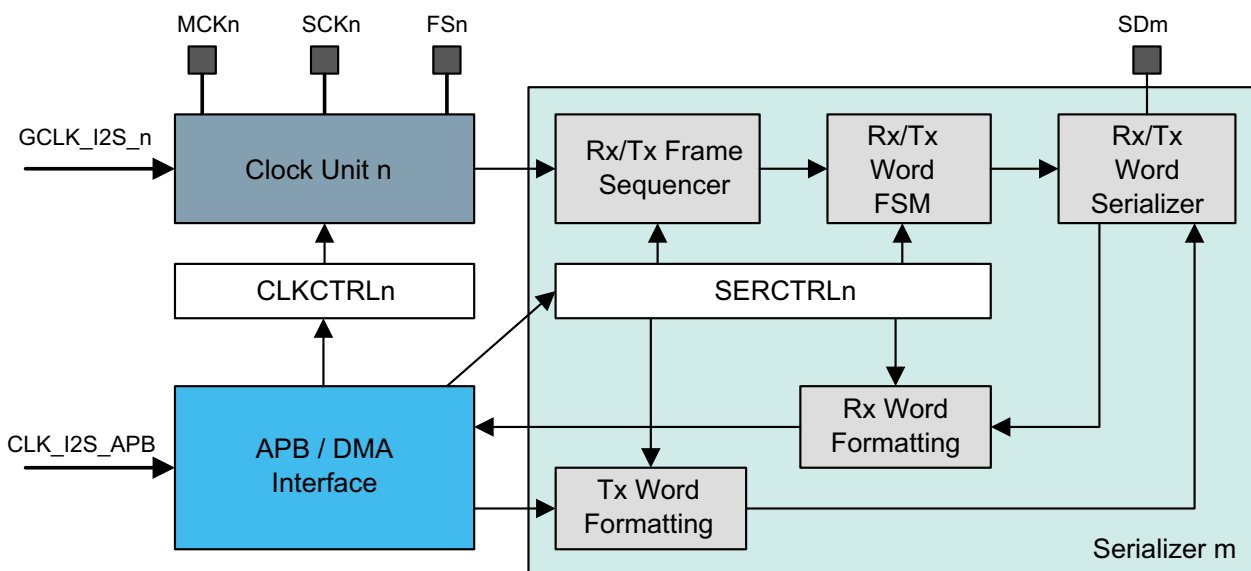 MCKn
SCKn
FSn
SDm
GCLK_I2S_n
Clock Unit n
Rx/Tx Frame
Sequencer
Rx/Tx
Word
FSM
Rx/Tx
Word
Serializer
CLKCTRLn
SERCTRLn
CLK_I2S_APB
APB / DMA
Interface
Rx Word
Formatting
Tx Word
Formatting
Serializer m